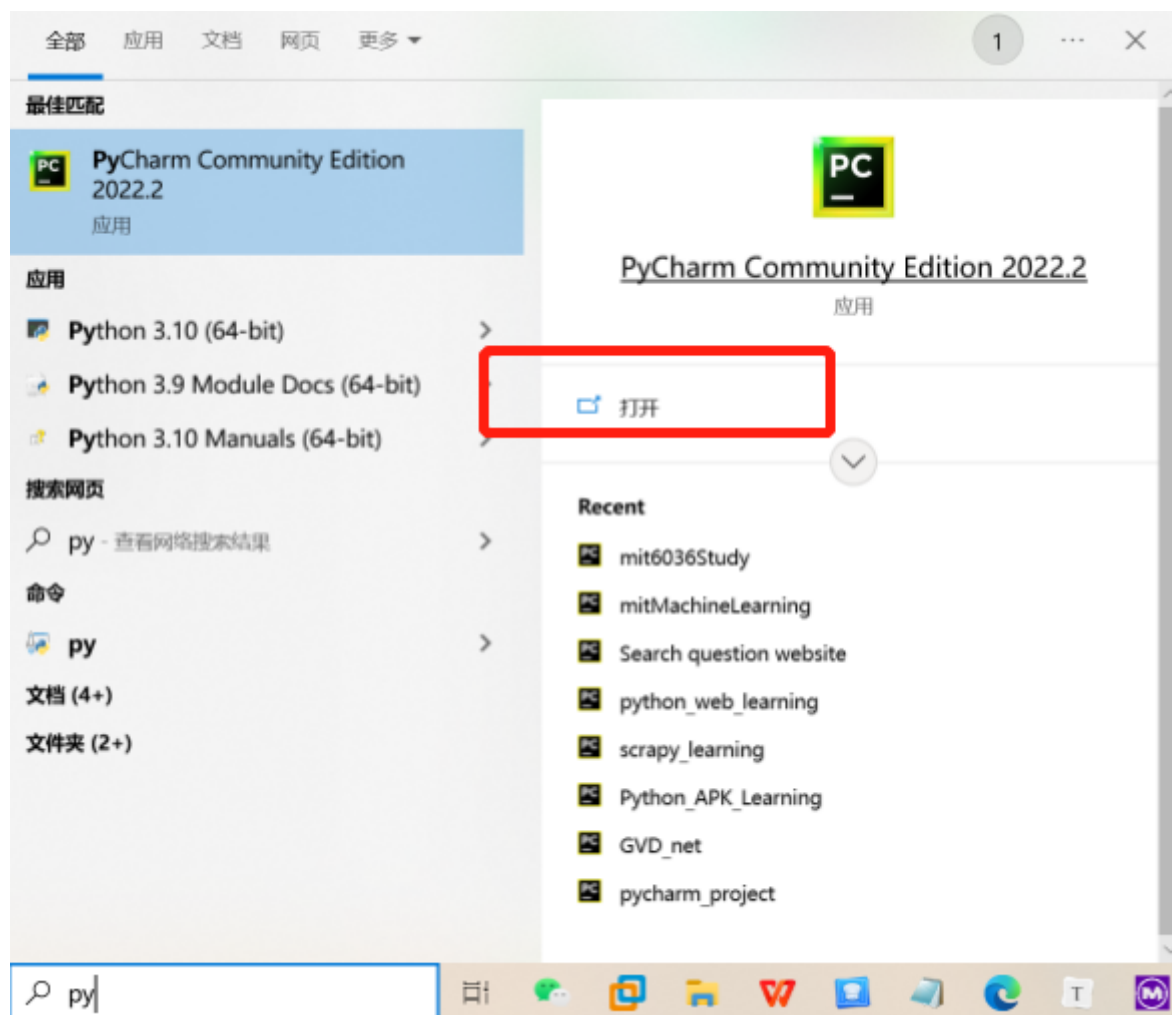 全部 应用 文档 网页 更多 1 ...
最佳匹配
PyCharm Community Edition
2022.2
应用
应用
Python 3.10 (64-bit)
Python 3.9 Module Docs (64-bit)
Python 3.10 Manuals (64-bit)
搜索网页
py - 查看网络搜索结果
命令
py
文档 (4+)
文件夹 (2+)
py
PC
PyCharm Community Edition 2022.2
应用
打开
Recent
mit6036Study
mitMachineLearning
Search question website
python_web_learning
scrapy_learning
Python_APK_Learning
GVD_net
pycharm_project
T